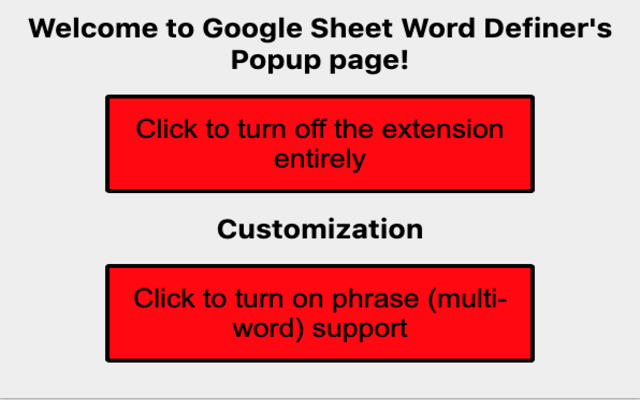 Welcome to Google Sheet Word Definer's
Popup page!
Click to turn off the extension
entirely
Customization
Click to turn on phrase (multi-
word) support